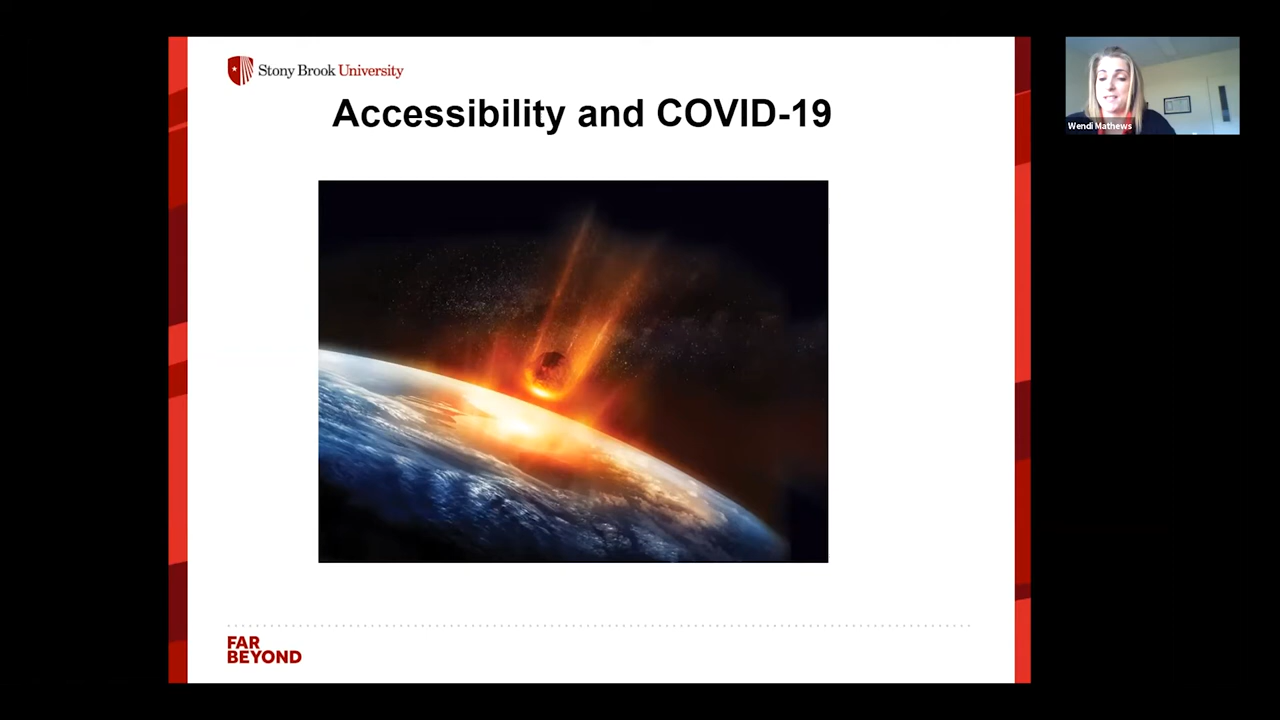 Stony Brook University
Accessibility and COVID-19
Wendi Mathews
FAR
BEYOND